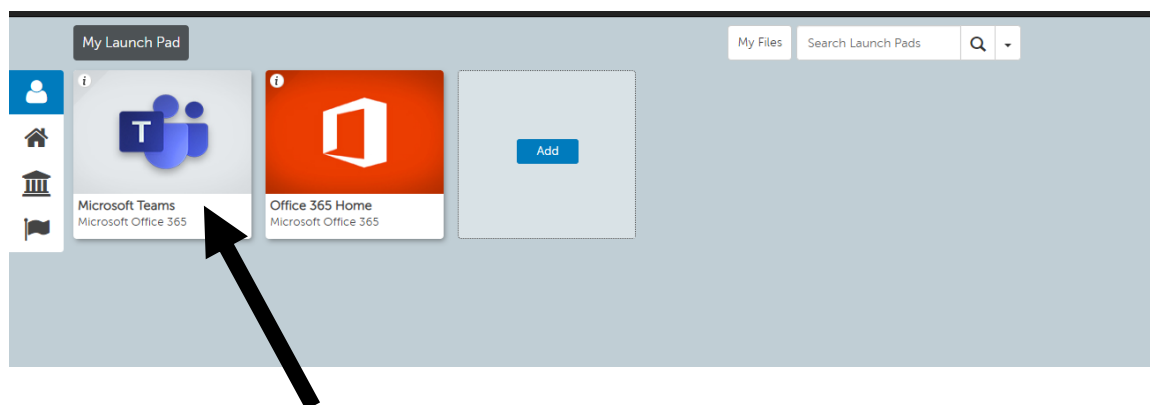 My Launch Pad
My Files
Search Launch Pads
i
i
T
Add
Microsoft Teams
Microsoft Office 365
Office 365 Home
Microsoft Office 365